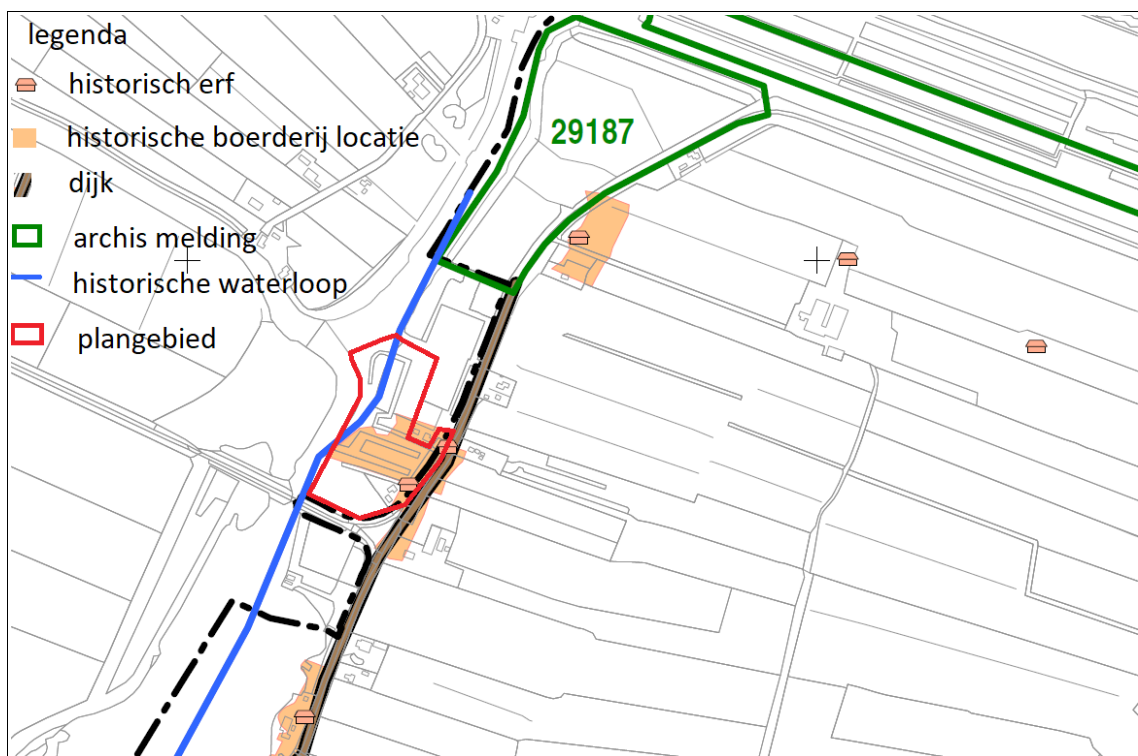 legenda
historisch erf
historische boerderij locatie
dijk
archis melding
historische waterloop
plangebied
29187